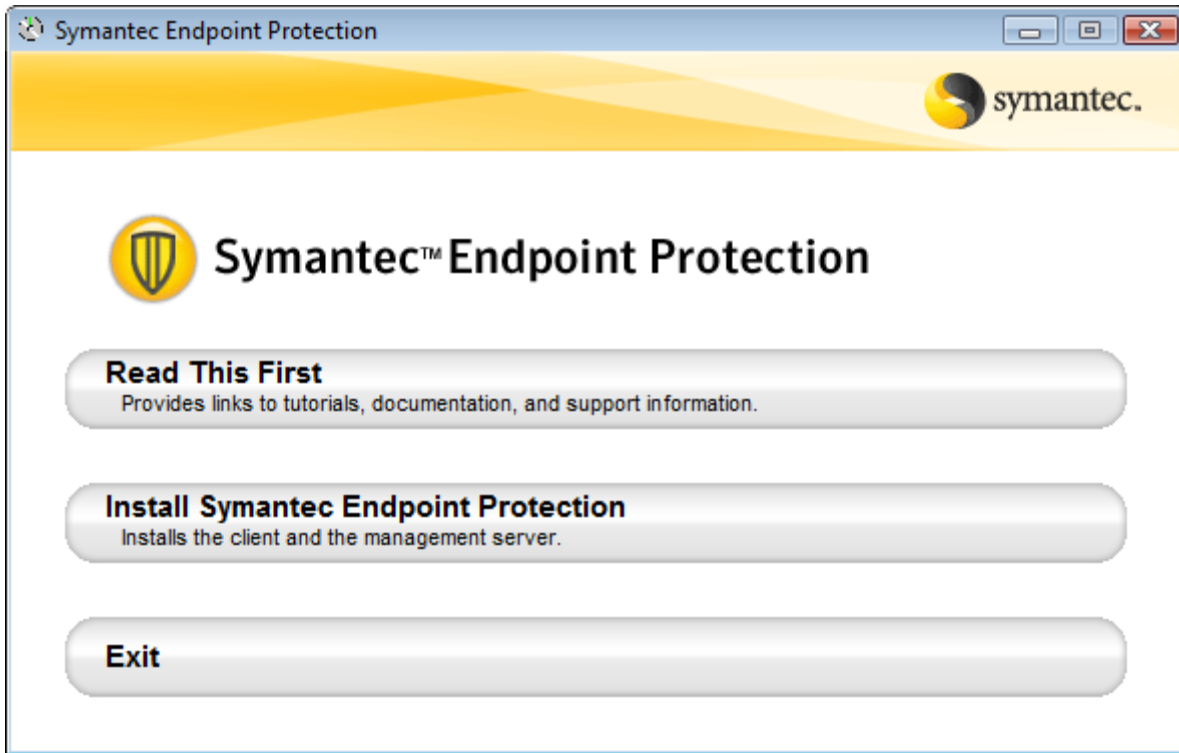 Symantec Endpoint Protection
symantec.
Symantec™ Endpoint Protection
Read This First
Provides links to tutorials, documentation, and support information.
Install Symantec Endpoint Protection
Installs the client and the management server.
Exit